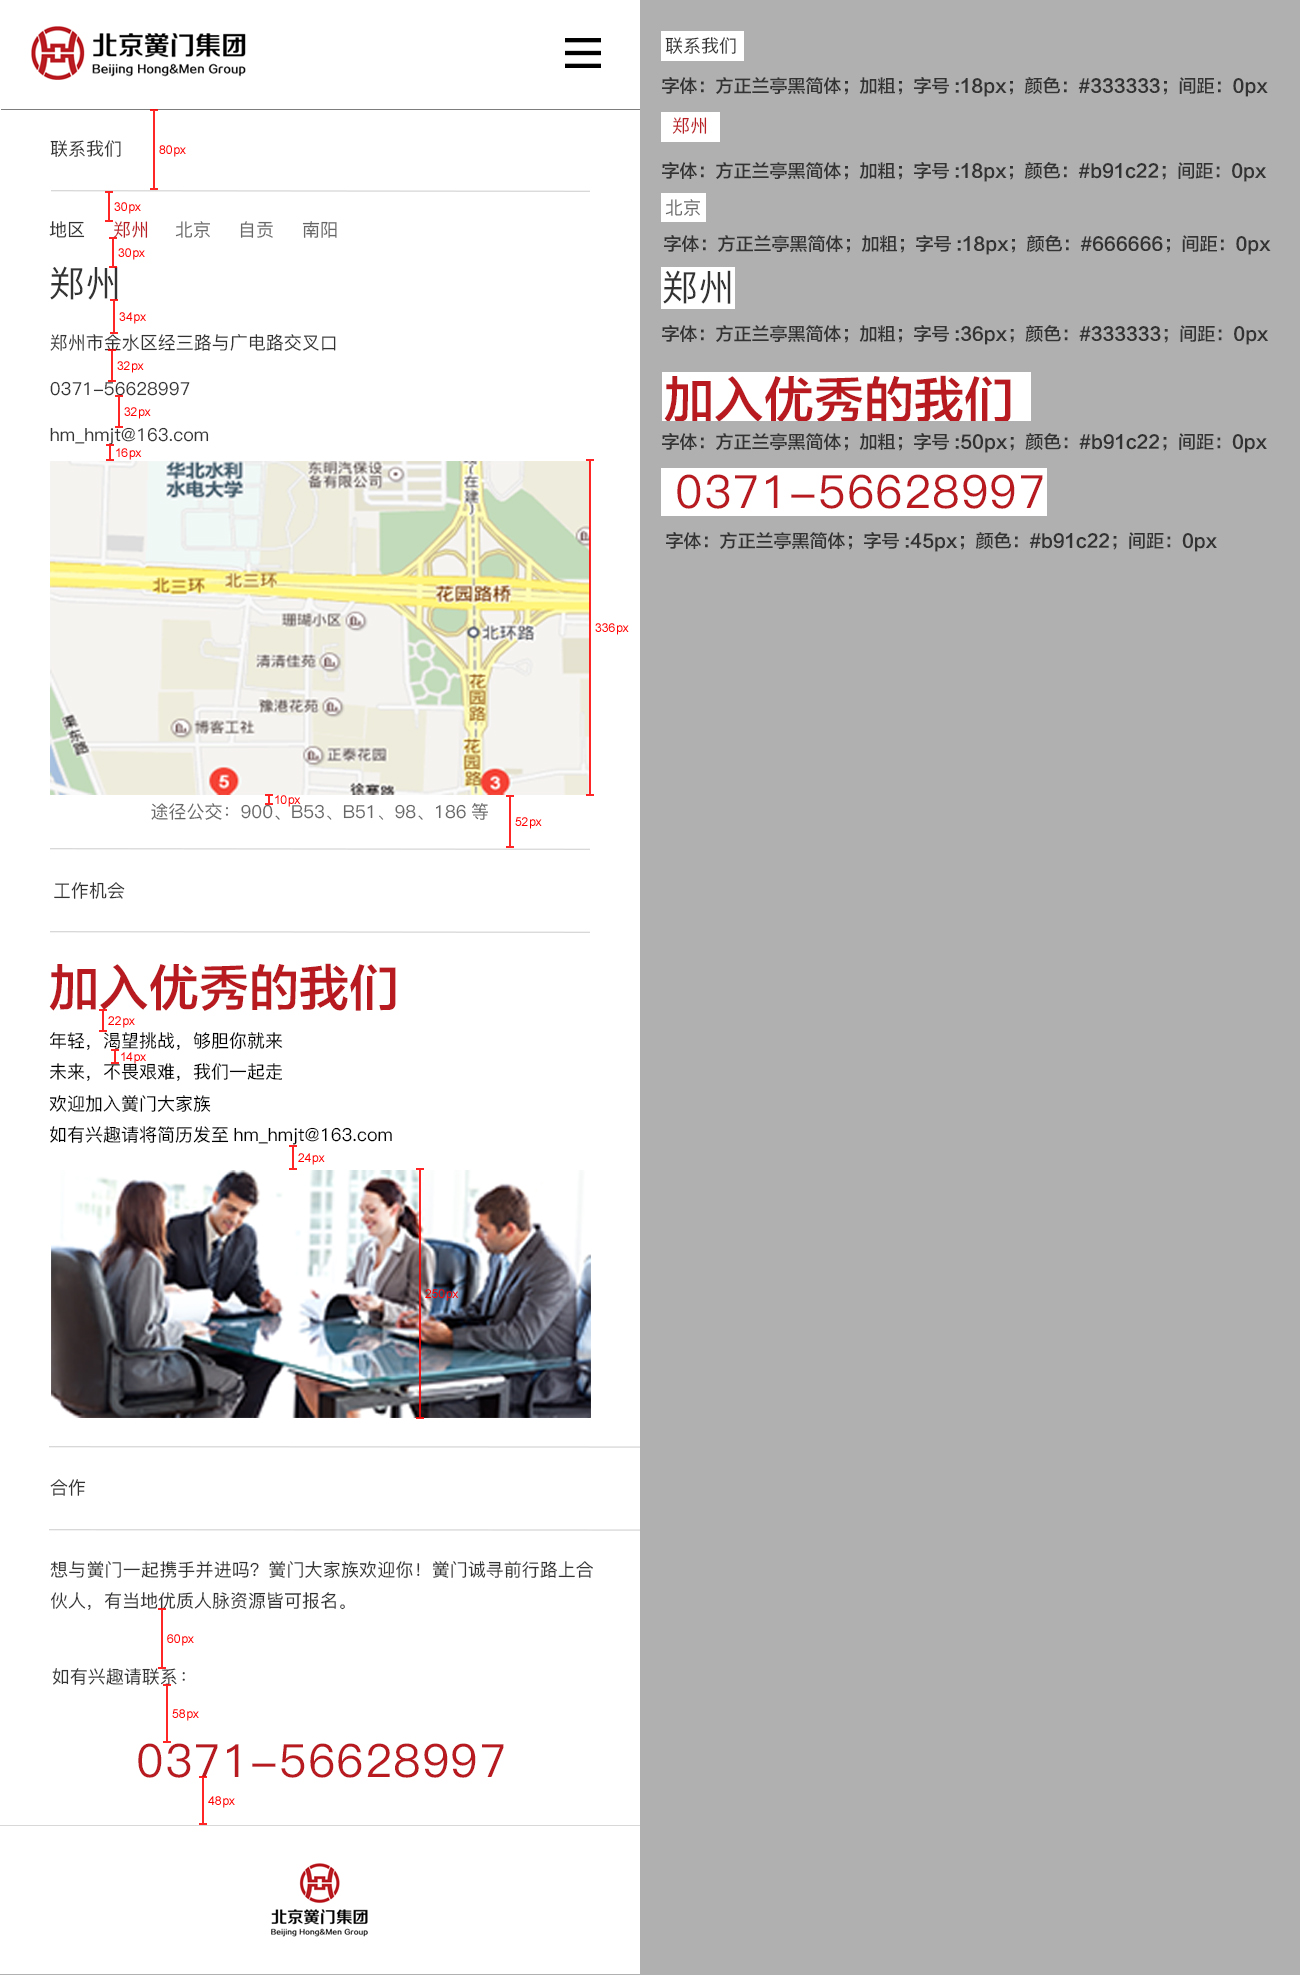 北京黉门集团
Beijing Hong&Men Group
联系我们
80px
30px
地区 郑州 北京 自贡 南阳
30px
郑州
34px
郑州市金水区经三路与广电路交叉口
32px
0371-56628997
32px
hm_hmjt@163.com
16px
华北水利
水电大学
东明汽保设
备有限公司
(在建)
北三环
北三环
花园路桥
珊瑚小区
北环路
336px
清清佳苑
花园路
豫港花苑
博客工社
渠东路
正泰花园
花园路
5
3
徐寨路
10px
途径公交：900、B53、B51、98、186 等
52px
工作机会
加入优秀的我们
22px
年轻，渴望挑战，够胆你就来
14px
未来，不畏艰难，我们一起走
欢迎加入黉门大家族
如有兴趣请将简历发至 hm_hmjt@163.com
24px
合作
想与黉门一起携手并进吗？黉门大家族欢迎你！黉门诚寻前行路上合
伙人，有当地优质人脉资源皆可报名。
60px
如有兴趣请联系：
58px
0371-56628997
48px
北京黉门集团
Beijing Hong&Men Group
联系我们
字体：方正兰亭黑简体；加粗；字号 :18px；颜色：#333333；间距：0px
郑州
字体：方正兰亭黑简体；加粗；字号 :18px；颜色：#b91c22；间距：0px
北京
字体：方正兰亭黑简体；加粗；字号 :18px；颜色：#666666；间距：0px
郑州
字体：方正兰亭黑简体；加粗；字号 :36px；颜色：#333333；间距：0px
加入优秀的我们
字体：方正兰亭黑简体；加粗；字号 :50px；颜色：#b91c22；间距：0px
0371-56628997
字体：方正兰亭黑简体；字号 :45px；颜色：#b91c22；间距：0px